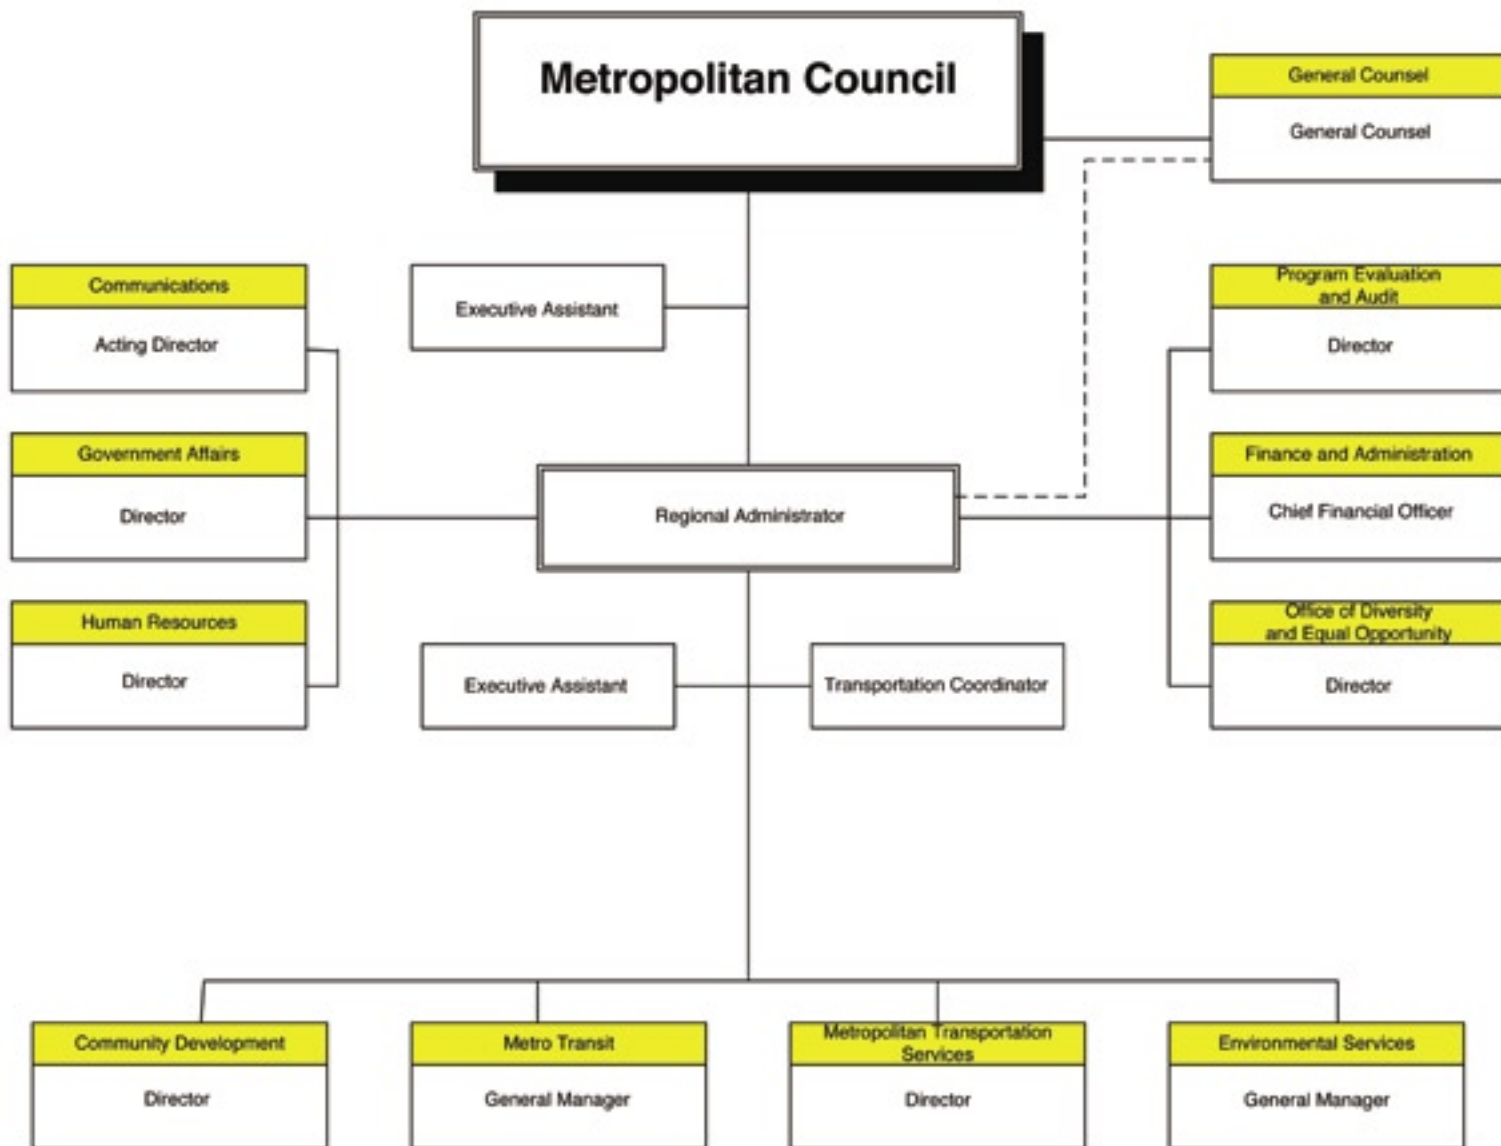 Metropolitan Council
General Counsel
General Counsel
Communications
Acting Director
Executive Assistant
Program Evaluation
and Audit
Director
Government Affairs
Director
Regional Administrator
Finance and Administration
Chief Financial Officer
Human Resources
Director
Executive Assistant
Transportation Coordinator
Office of Diversity
and Equal Opportunity
Director
Community Development
Director
Metro Transit
General Manager
Metropolitan Transportation
Services
Director
Environmental Services
General Manager